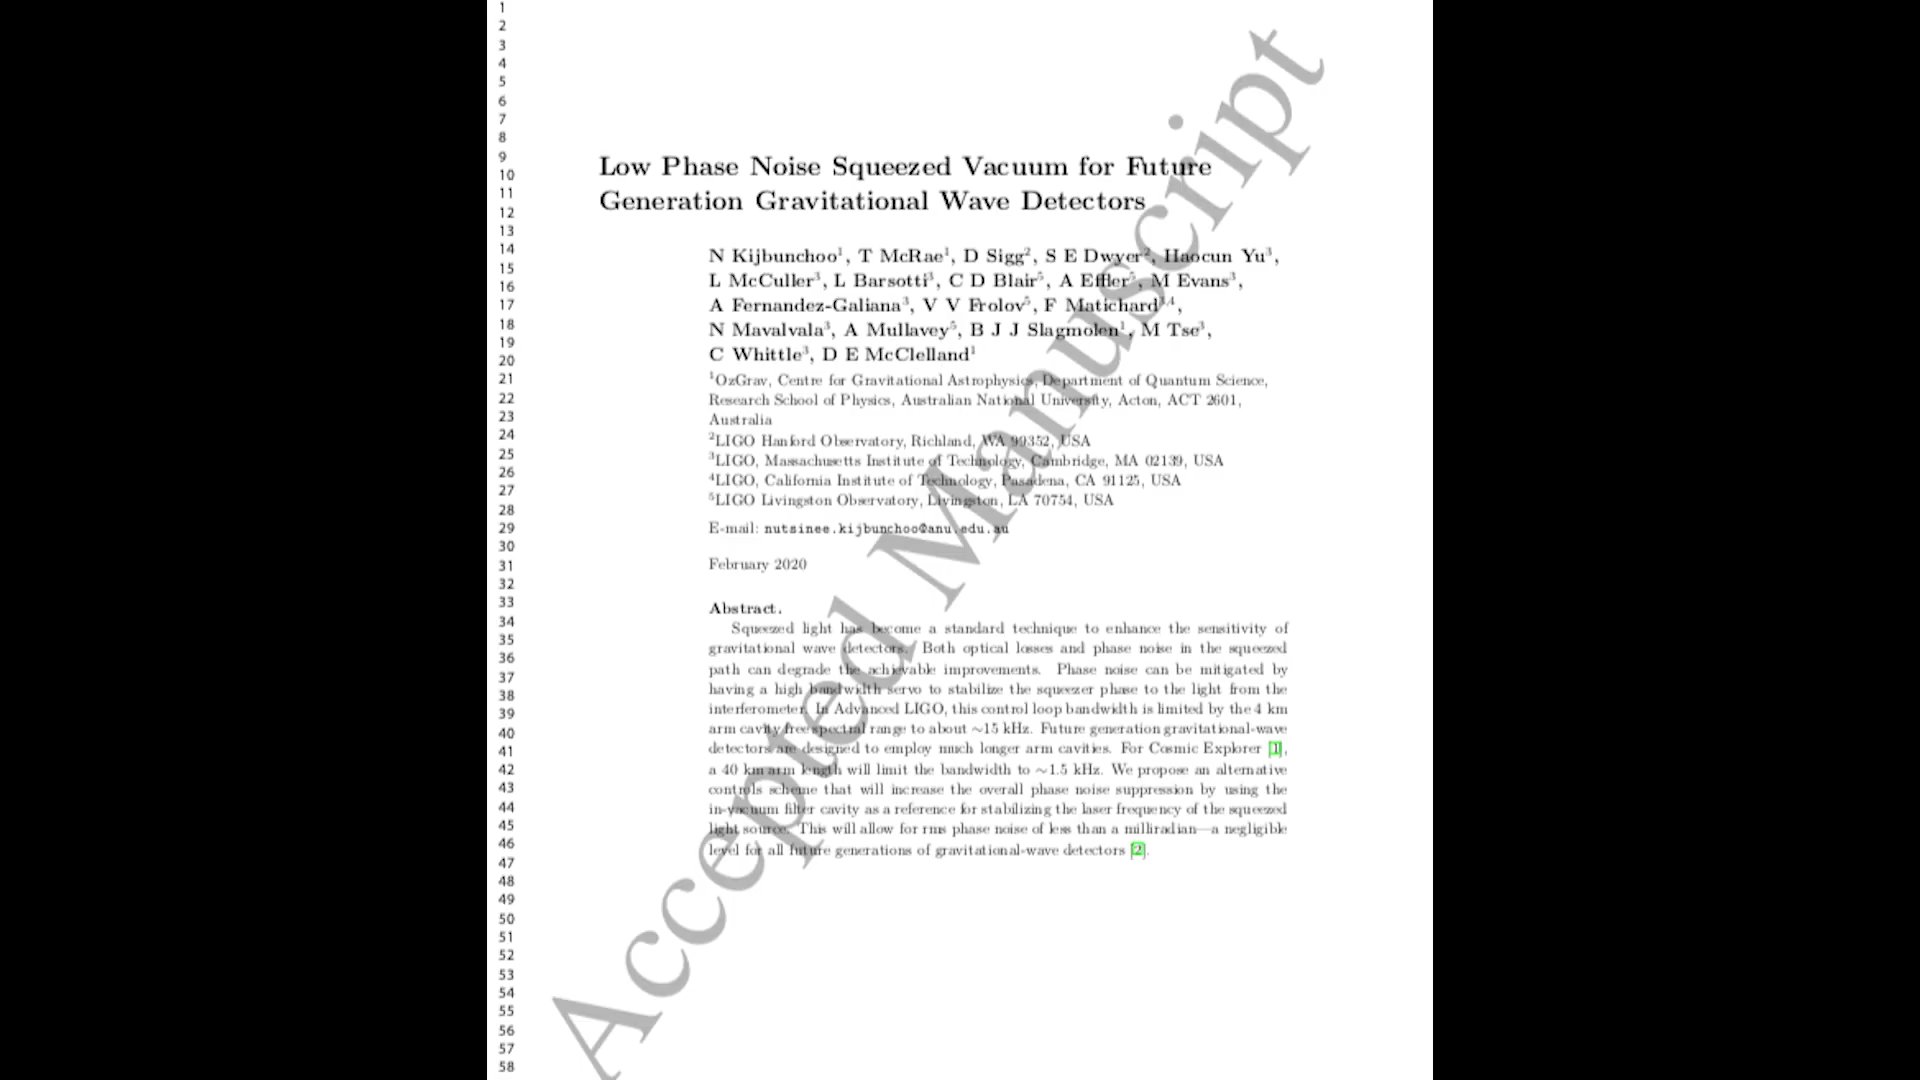 1
2
3
4
5
6
7
8
9
10
11
12
13
14
15
16
17
18
19
20
21
22
23
24
25
26
27
28
29
30
31
32
33
34
35
36
37
38
39
40
41
42
43
44
45
46
47
48
49
50
51
52
53
54
55
56
57
58
Low Phase Noise Squeezed Vacuum for Future
Generation Gravitational Wave Detectors
N Kijbunchoo¹, T McRae¹, D Sigg², S E Dwyer², Haocun Yu³,
L McCuller³, L Barsotti³, C D Blair⁵, A Effler⁵, M Evans³,
A Fernandez-Galiana³, V V Frolov⁵, F Matichard³,⁴,
N Mavalvala³, A Mullavey⁵, B J J Slagmolen¹, M Tse³,
C Whittle³, D E McClelland¹
¹OzGrav, Centre for Gravitational Astrophysics, Department of Quantum Science,
Research School of Physics, Australian National University, Acton, ACT 2601,
Australia
²LIGO Hanford Observatory, Richland, WA 99352, USA
³LIGO, Massachusetts Institute of Technology, Cambridge, MA 02139, USA
⁴LIGO, California Institute of Technology, Pasadena, CA 91125, USA
⁵LIGO Livingston Observatory, Livingston, LA 70754, USA
E-mail: nutsinee.kijbunchoo@anu.edu.au
February 2020
Abstract.
Squeezed light has become a standard technique to enhance the sensitivity of
gravitational wave detectors. Both optical losses and phase noise in the squeezed
path can degrade the achievable improvements. Phase noise can be mitigated by
having a high bandwidth servo to stabilize the squeezer phase to the light from the
interferometer. In Advanced LIGO, this control loop bandwidth is limited by the 4 km
arm cavity free spectral range to about ~15 kHz. Future generation gravitational-wave
detectors are designed to employ much longer arm cavities. For Cosmic Explorer [1],
a 40 km arm length will limit the bandwidth to ~1.5 kHz. We propose an alternative
controls scheme that will increase the overall phase noise suppression by using the
in-vacuum filter cavity as a reference for stabilizing the laser frequency of the squeezed
light source. This will allow for rms phase noise of less than a milliradian—a negligible
level for all future generations of gravitational-wave detectors [2].
Accepted Manuscript